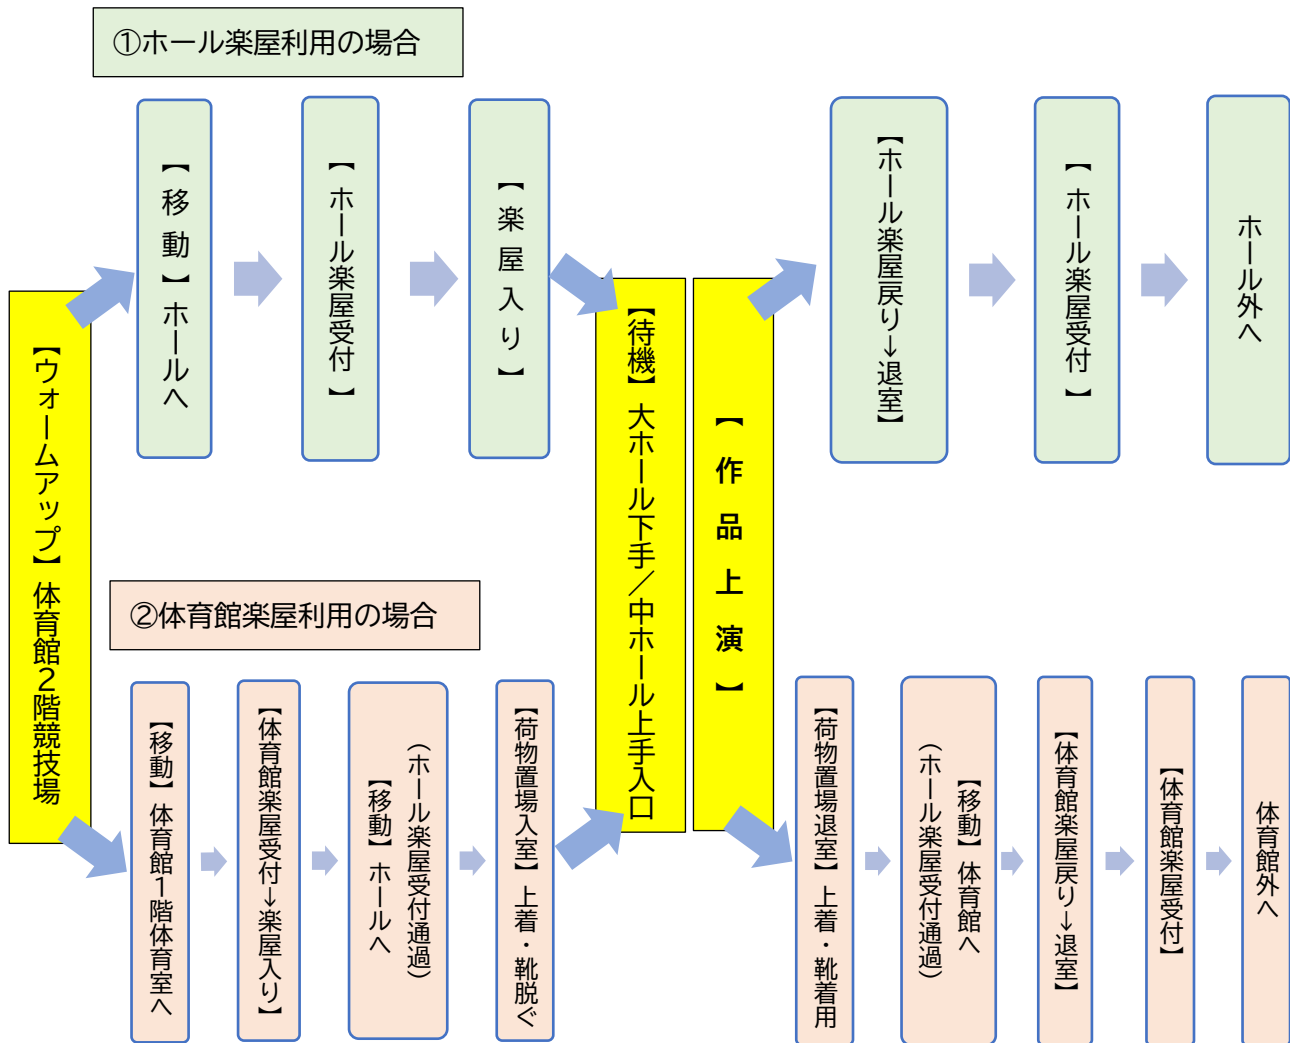 ①ホール楽屋利用の場合
【ウォームアップ】体育館2階競技場
【移動】ホールへ
【ホール楽屋受付】
【楽屋入り】
【待機】大ホール下手／中ホール上手入口
【作品上演】
【ホール楽屋戻り→退室】
【ホール楽屋受付】
ホール外へ
②体育館楽屋利用の場合
【移動】体育館1階体育室へ
【体育館楽屋受付→楽屋入り】
（ホール楽屋受付通過）
【移動】ホールへ
【荷物置場入室】上着・靴脱ぐ
【荷物置場退室】上着・靴着用
【移動】体育館へ
（ホール楽屋受付通過）
【体育館楽屋戻り→退室】
【体育館楽屋受付】
体育館外へ